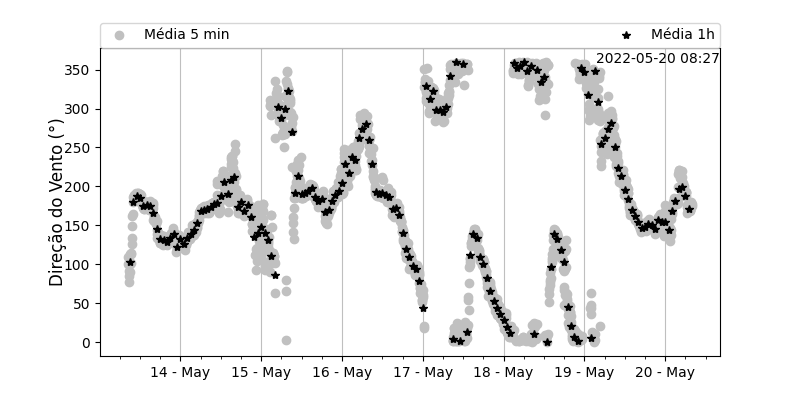 Média 5 min
Média 1h
2022-05-20 08:27
Direção do Vento (°)
350
300
250
200
150
100
50
0
14 - May
15 - May
16 - May
17 - May
18 - May
19 - May
20 - May